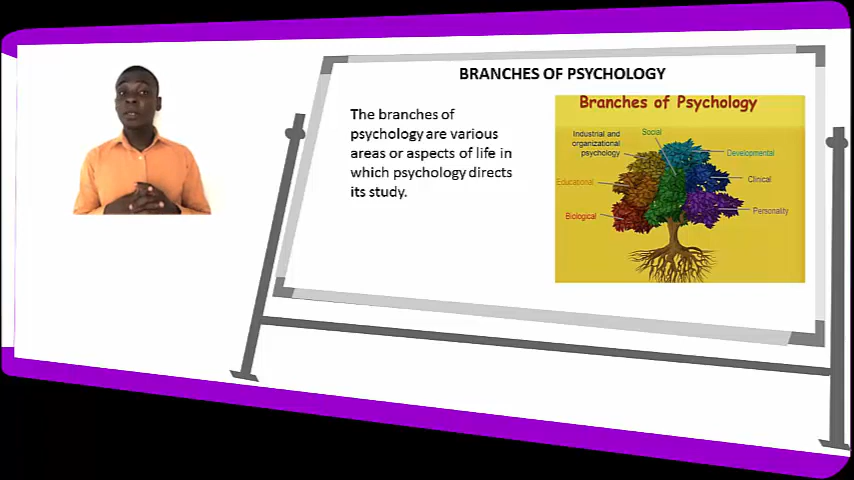 BRANCHES OF PSYCHOLOGY
The branches of
psychology are various
areas or aspects of life in
which psychology directs
its study.
Branches of Psychology
Social
Industrial and
organizational
psychology
Developmental
Clinical
Educational
Personality
Biological